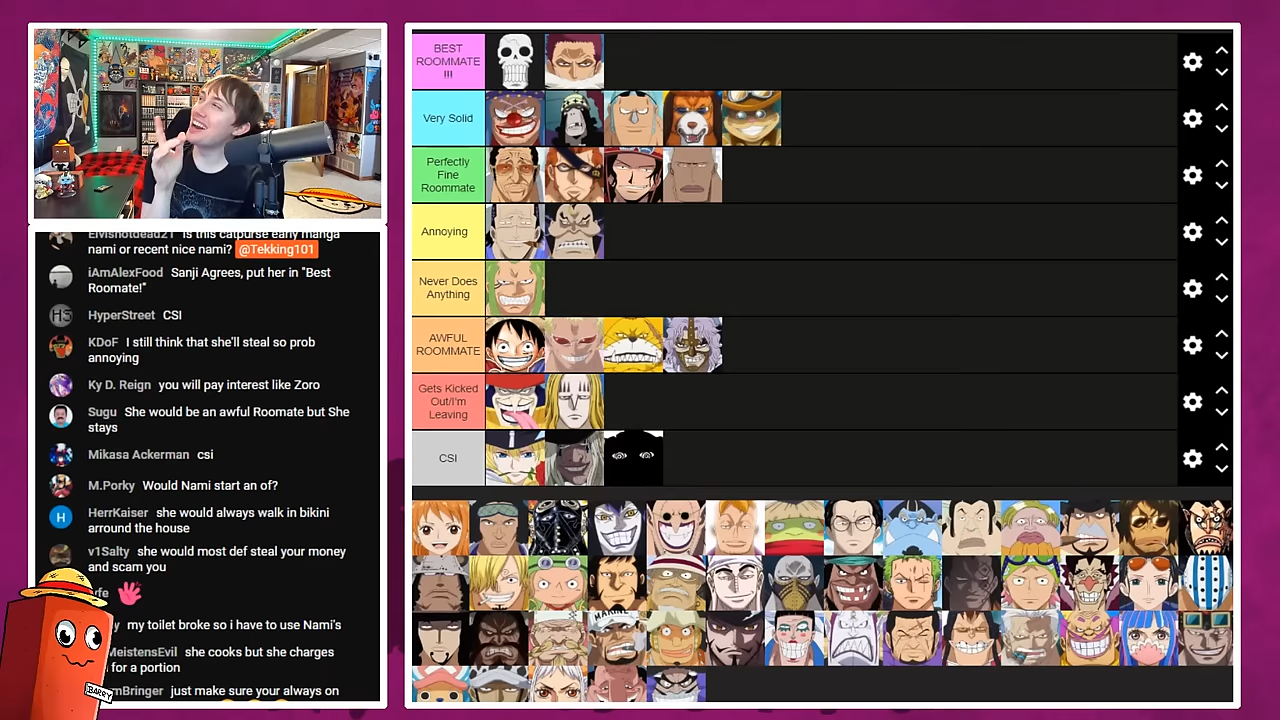 Elvishotdead21 Is this catpurse early manga
nami or recent nice nami? @Tekking101
iAmAlexFood Sanji Agrees, put her in "Best
Roomate!"
HyperStreet CSI
KDoF I still think that she'll steal so prob
annoying
Ky D. Reign you will pay interest like Zoro
Sugu She would be an awful Roomate but She
stays
Mikasa Ackerman csi
M.Porky Would Nami start an of?
HerrKaiser she would always walk in bikini
arround the house
v1Salty she would most def steal your money
and scam you
my toilet broke so i have to use Nami's
MeistensEvil she cooks but she charges
for a portion
mBringer just make sure your always on
BARRY
BEST
ROOMMATE
!!!
Very Solid
Perfectly
Fine
Roommate
Annoying
Never Does
Anything
AWFUL
ROOMMATE
Gets Kicked
Out/I'm
Leaving
CSI
MARINE